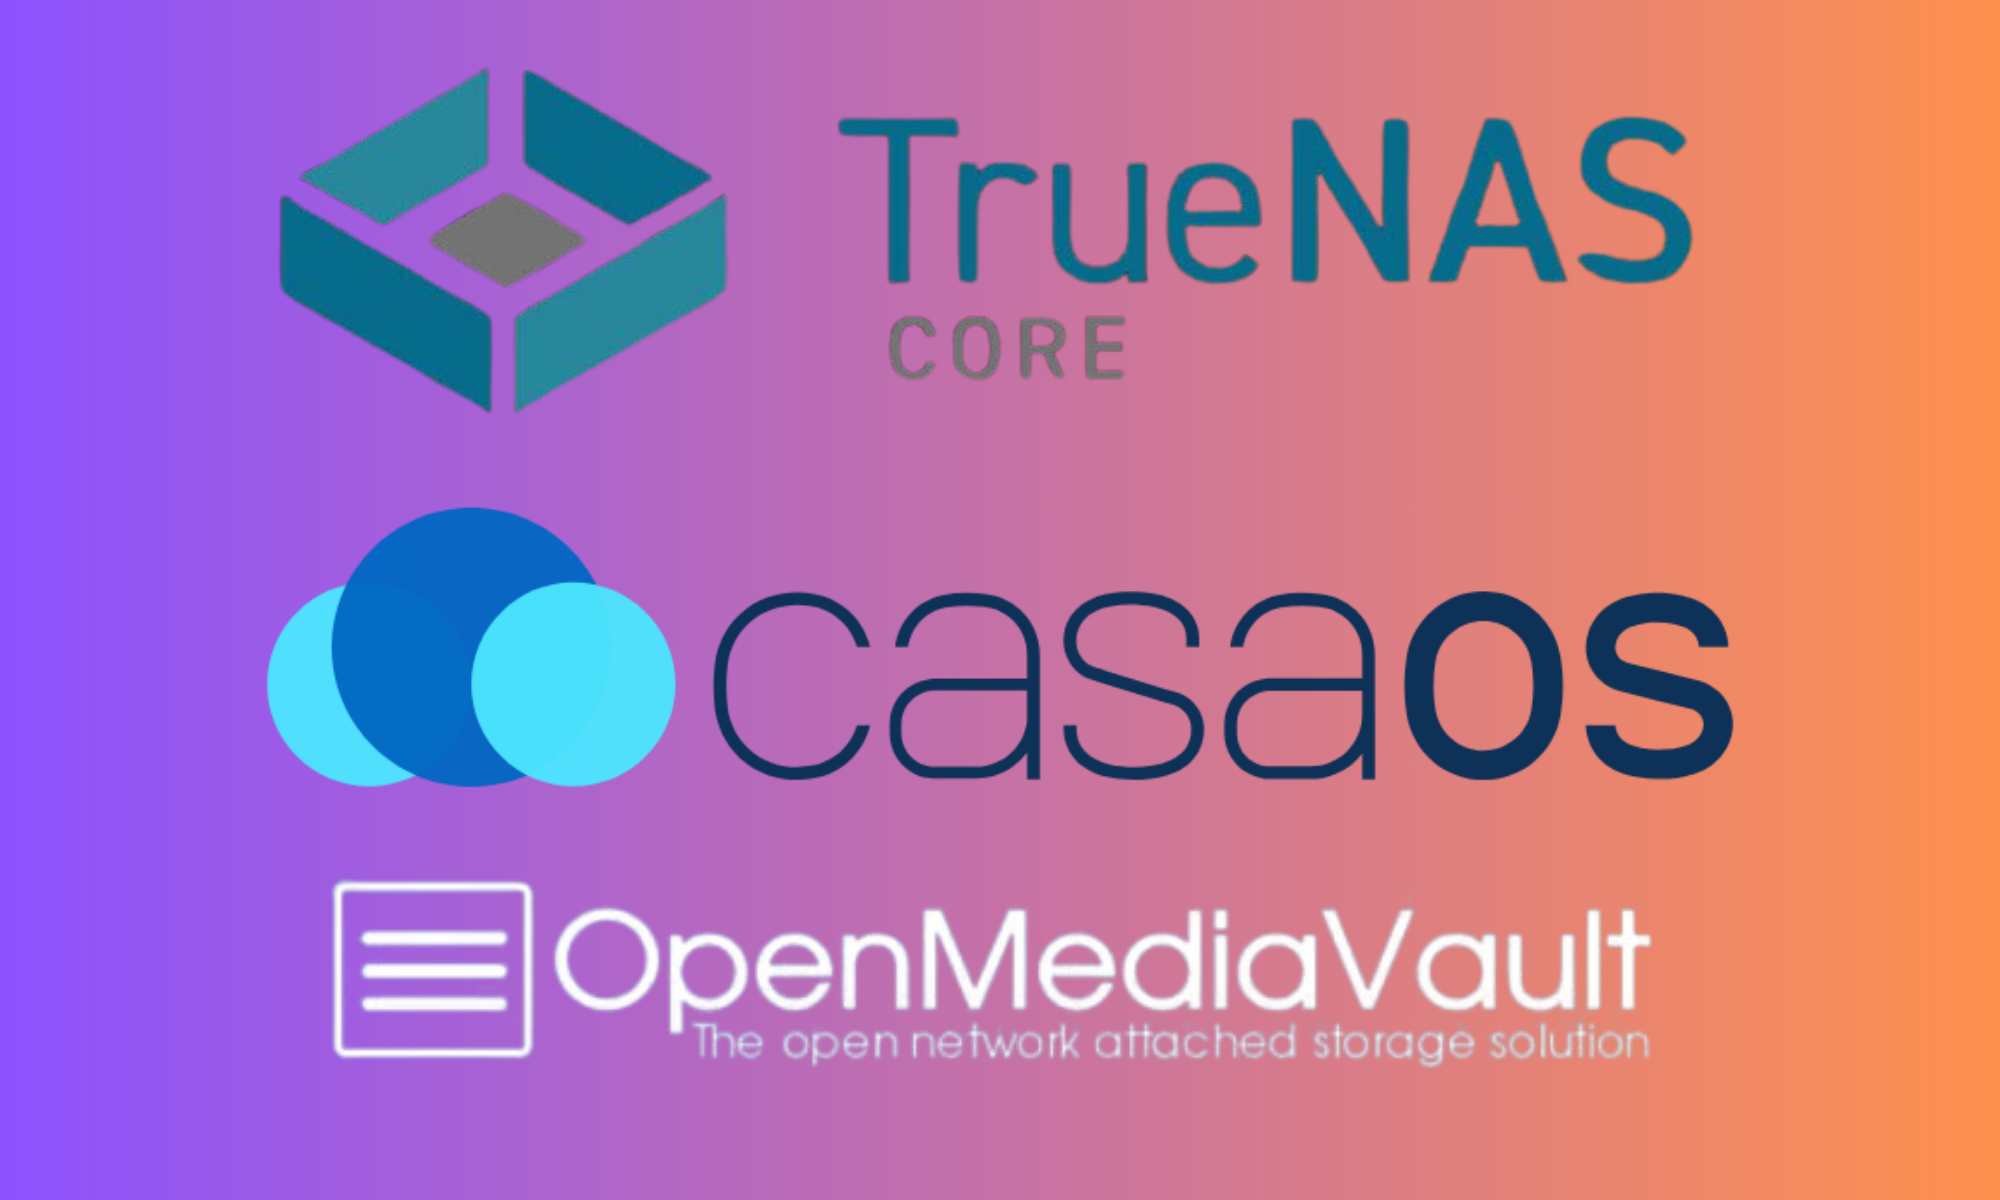 TrueNAS
CORE
casaos
OpenMediaVault
The open network attached storage solution